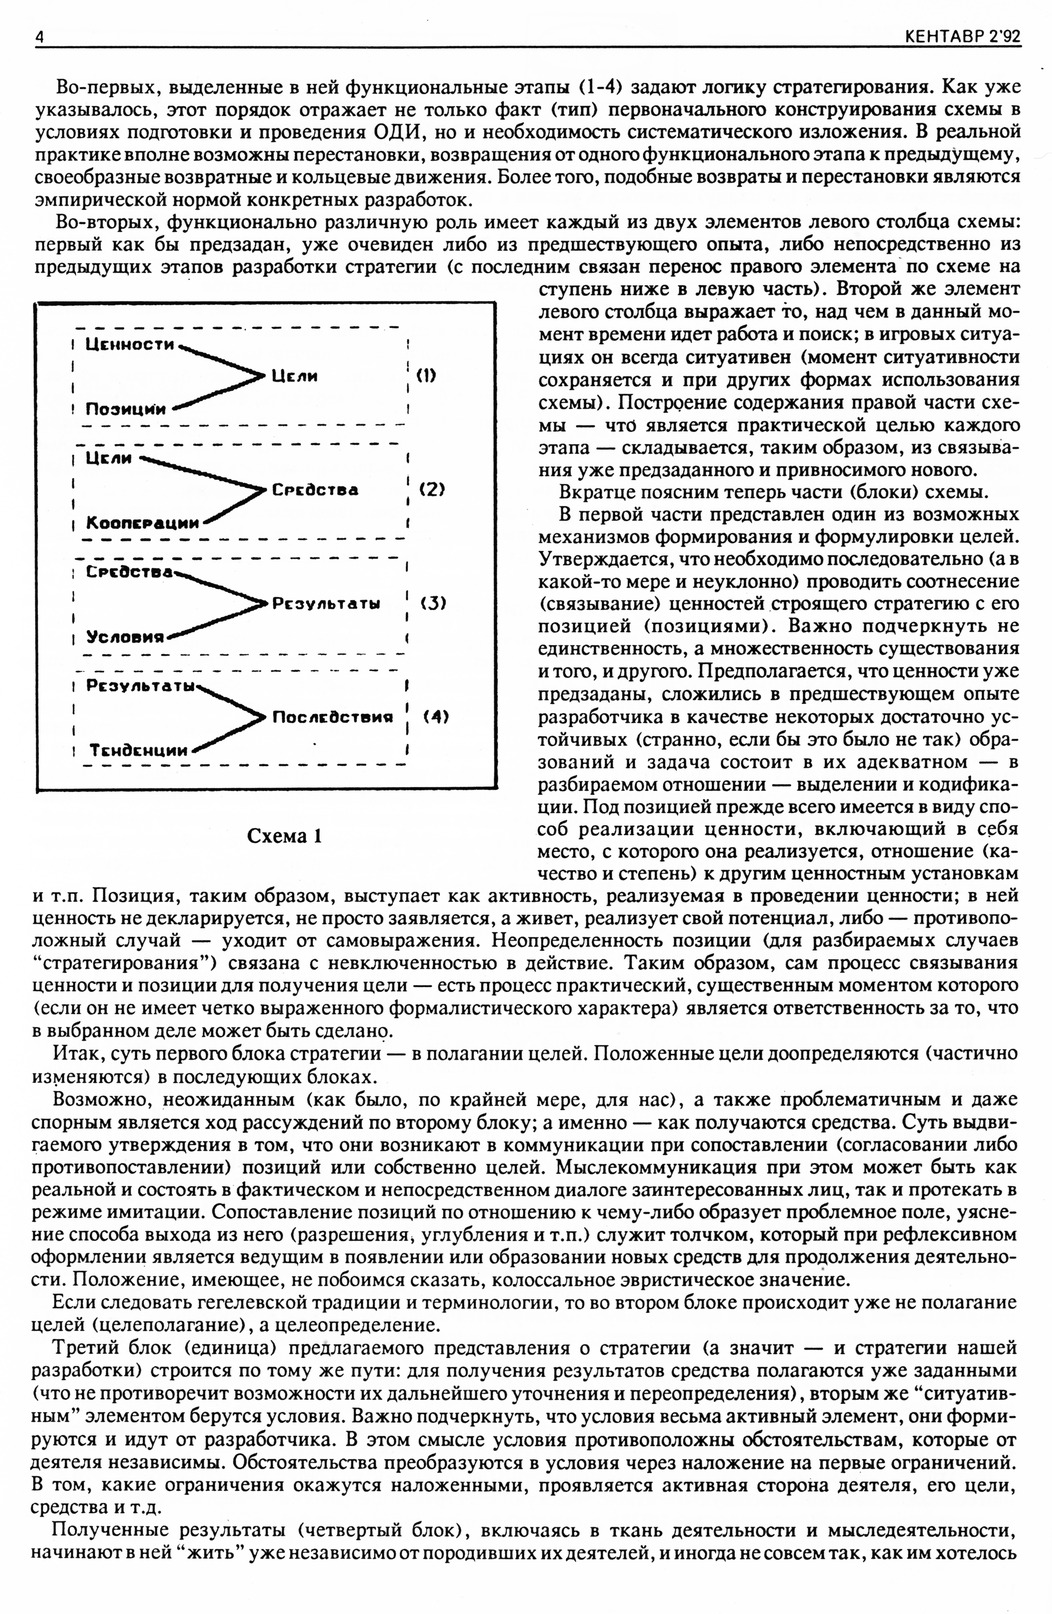 4
КЕНТАВР 2'92
Во-первых, выделенные в ней функциональные этапы (1-4) задают логику стратегирования. Как уже
указывалось, этот порядок отражает не только факт (тип) первоначального конструирования схемы в
условиях подготовки и проведения ОДИ, но и необходимость систематического изложения. В реальной
практике вполне возможны перестановки, возвращения от одного функционального этапа к предыдущему,
своеобразные возвратные и кольцевые движения. Более того, подобные возвраты и перестановки являются
эмпирической нормой конкретных разработок.
Во-вторых, функционально различную роль имеет каждый из двух элементов левого столбца схемы:
первый как бы предзадан, уже очевиден либо из предшествующего опыта, либо непосредственно из
предыдущих этапов разработки стратегии (с последним связан перенос правого элемента по схеме на
ступень ниже в левую часть). Второй же элемент
левого столбца выражает то, над чем в данный мо-
мент времени идет работа и поиск; в игровых ситуа-
циях он всегда ситуативен (момент ситуативности
сохраняется и при других формах использования
схемы). Построение содержания правой части схе-
мы — что́ является практической целью каждого
этапа — складывается, таким образом, из связыва-
ния уже предзаданного и привносимого нового.
Вкратце поясним теперь части (блоки) схемы.
В первой части представлен один из возможных
механизмов формирования и формулировки целей.
Утверждается, что необходимо последовательно (а в
какой-то мере и неуклонно) проводить соотнесение
(связывание) ценностей строящего стратегию с его
позицией (позициями). Важно подчеркнуть не
единственность, а множественность существования
и того, и другого. Предполагается, что ценности уже
предзаданы, сложились в предшествующем опыте
разработчика в качестве некоторых достаточно ус-
тойчивых (странно, если бы это было не так) обра-
зований и задача состоит в их адекватном — в
разбираемом отношении — выделении и кодифика-
ции. Под позицией прежде всего имеется в виду спо-
соб реализации ценности, включающий в себя
место, с которого она реализуется, отношение (ка-
чество и степень) к другим ценностным установкам
Ценности
Цели
(1)
Позиции
Цели
Средства
(2)
Кооперации
Средства
Результаты
(3)
Условия
Результаты
Последствия
(4)
Тенденции
Схема 1
и т.п. Позиция, таким образом, выступает как активность, реализуемая в проведении ценности; в ней
ценность не декларируется, не просто заявляется, а живет, реализует свой потенциал, либо — противопо-
ложный случай — уходит от самовыражения. Неопределенность позиции (для разбираемых случаев
“стратегирования”) связана с невключенностью в действие. Таким образом, сам процесс связывания
ценности и позиции для получения цели — есть процесс практический, существенным моментом которого
(если он не имеет четко выраженного формалистического характера) является ответственность за то, что
в выбранном деле может быть сделано.
Итак, суть первого блока стратегии — в полагании целей. Положенные цели доопределяются (частично
изменяются) в последующих блоках.
Возможно, неожиданным (как было, по крайней мере, для нас), а также проблематичным и даже
спорным является ход рассуждений по второму блоку; а именно — как получаются средства. Суть выдви-
гаемого утверждения в том, что они возникают в коммуникации при сопоставлении (согласовании либо
противопоставлении) позиций или собственно целей. Мыслекоммуникация при этом может быть как
реальной и состоять в фактическом и непосредственном диалоге заинтересованных лиц, так и протекать в
режиме имитации. Сопоставление позиций по отношению к чему-либо образует проблемное поле, уясне-
ние способа выхода из него (разрешения, углубления и т.п.) служит толчком, который при рефлексивном
оформлении является ведущим в появлении или образовании новых средств для продолжения деятельно-
сти. Положение, имеющее, не побоимся сказать, колоссальное эвристическое значение.
Если следовать гегелевской традиции и терминологии, то во втором блоке происходит уже не полагание
целей (целеполагание), а целеопределение.
Третий блок (единица) предлагаемого представления о стратегии (а значит — и стратегии нашей
разработки) строится по тому же пути: для получения результатов средства полагаются уже заданными
(что не противоречит возможности их дальнейшего уточнения и переопределения), вторым же “ситуатив-
ным” элементом берутся условия. Важно подчеркнуть, что условия весьма активный элемент, они форми-
руются и идут от разработчика. В этом смысле условия противоположны обстоятельствам, которые от
деятеля независимы. Обстоятельства преобразуются в условия через наложение на первые ограничений.
В том, какие ограничения окажутся наложенными, проявляется активная сторона деятеля, его цели,
средства и т.д.
Полученные результаты (четвертый блок), включаясь в ткань деятельности и мыследеятельности,
начинают в ней “жить” уже независимо от породивших их деятелей, и иногда не совсем так, как им хотелось